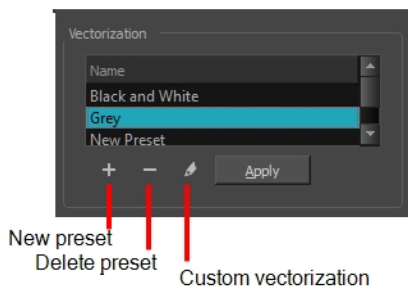 Vectorization
Name
Black and White
Grey
New Preset
Apply
New preset
Delete preset
Custom vectorization